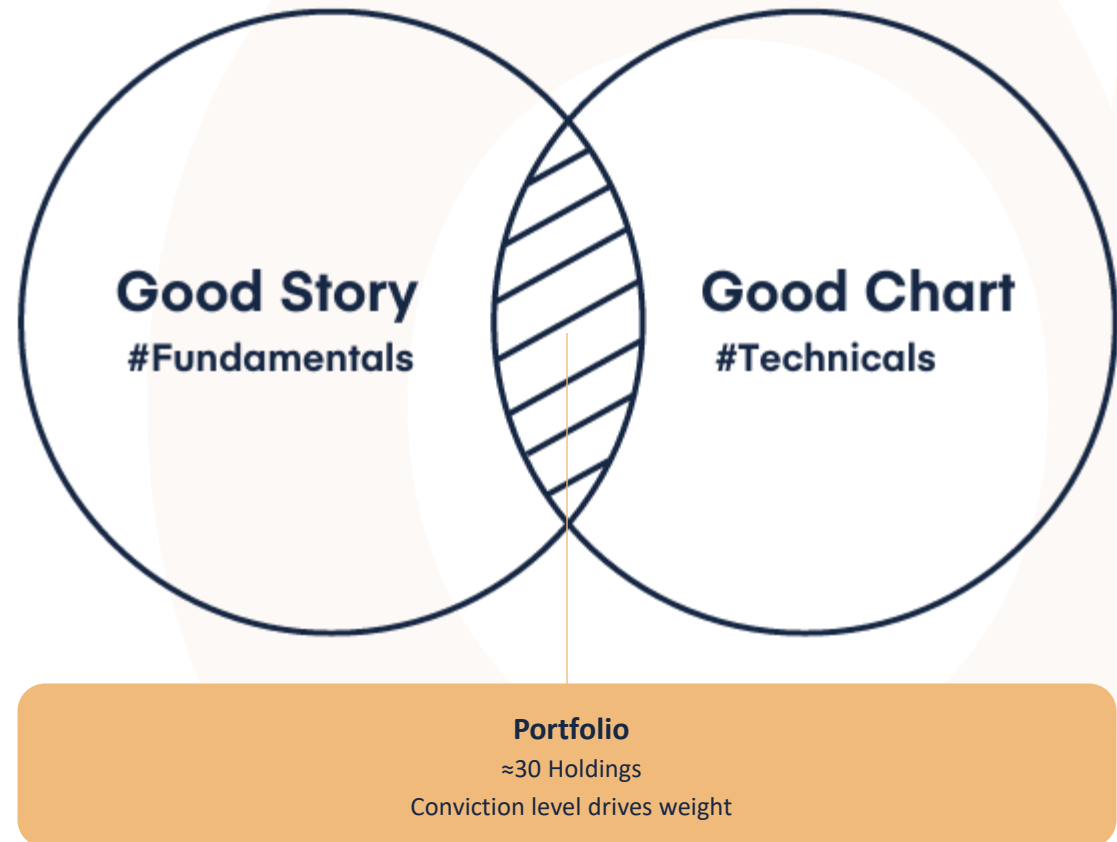 Good Story
#Fundamentals
Good Chart
#Technicals
Portfolio
≈30 Holdings
Conviction level drives weight